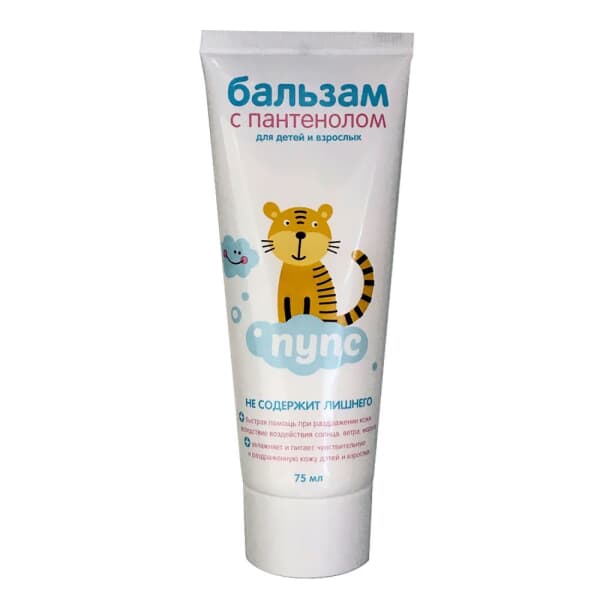 бальзам
с пантенолом
для детей и взрослых
пупс
НЕ СОДЕРЖИТ ЛИШНЕГО
быстрая помощь при раздражении кожи
вследствие воздействия солнца, ветра, мороза
увлажняет и питает чувствительную
и раздраженную кожу детей и взрослых
75 мл